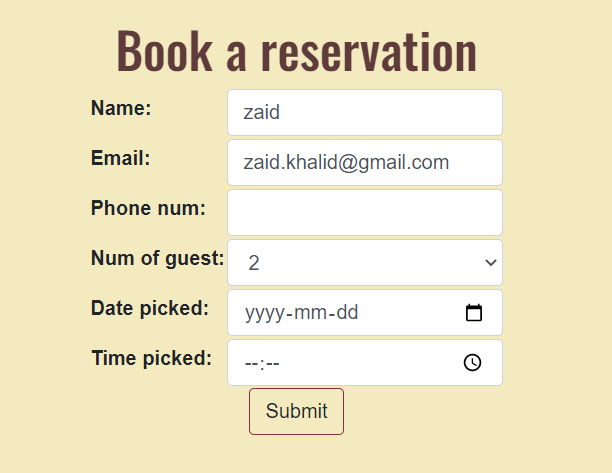 Book a reservation
Name: zaid
Email: zaid.khalid@gmail.com
Phone num:
Num of guest: 2
Date picked: yyyy-mm-dd
Time picked: --:--
Submit